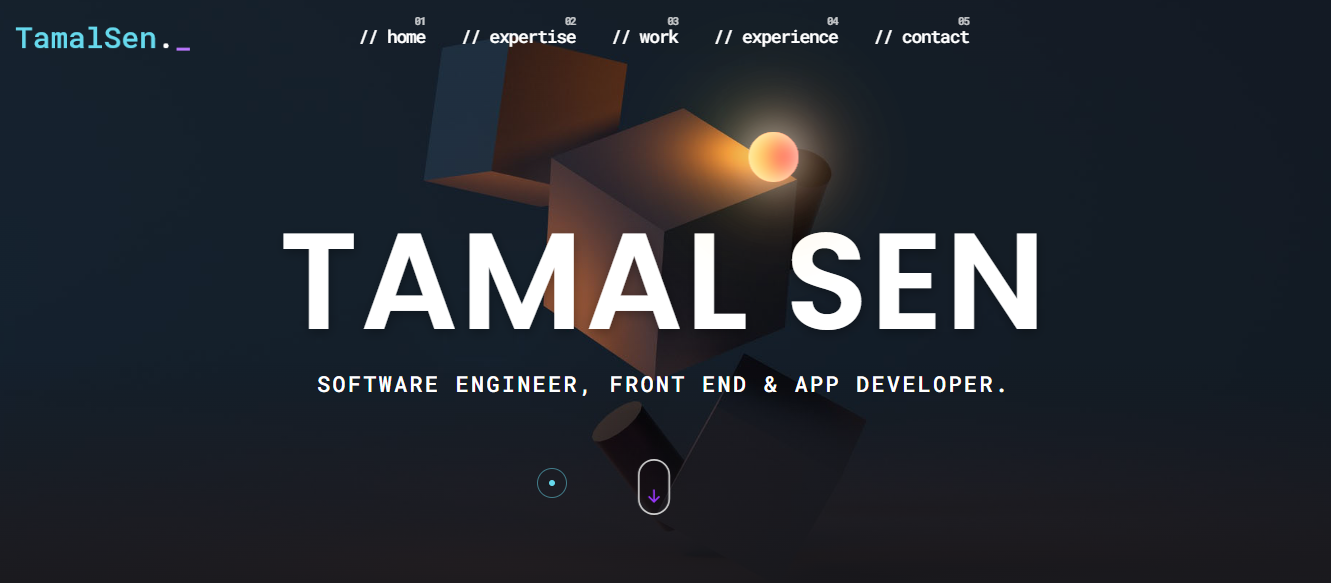 TamalSen._
01 02 03 04 05
// home // expertise // work // experience // contact
TAMAL SEN
SOFTWARE ENGINEER, FRONT END & APP DEVELOPER.